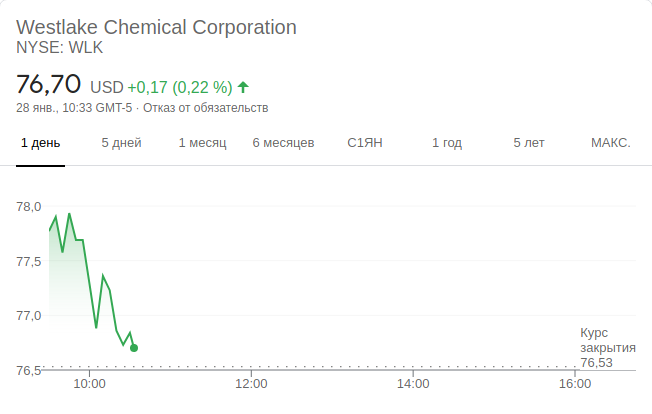 Westlake Chemical Corporation
NYSE: WLK
76,70 USD +0,17 (0,22 %)
28 янв., 10:33 GMT-5 · Отказ от обязательств
1 день 5 дней 1 месяц 6 месяцев С1ЯН 1 год 5 лет МАКС.
78,0
77,5
77,0
76,5
Курс
закрытия
76,53
10:00 12:00 14:00 16:00